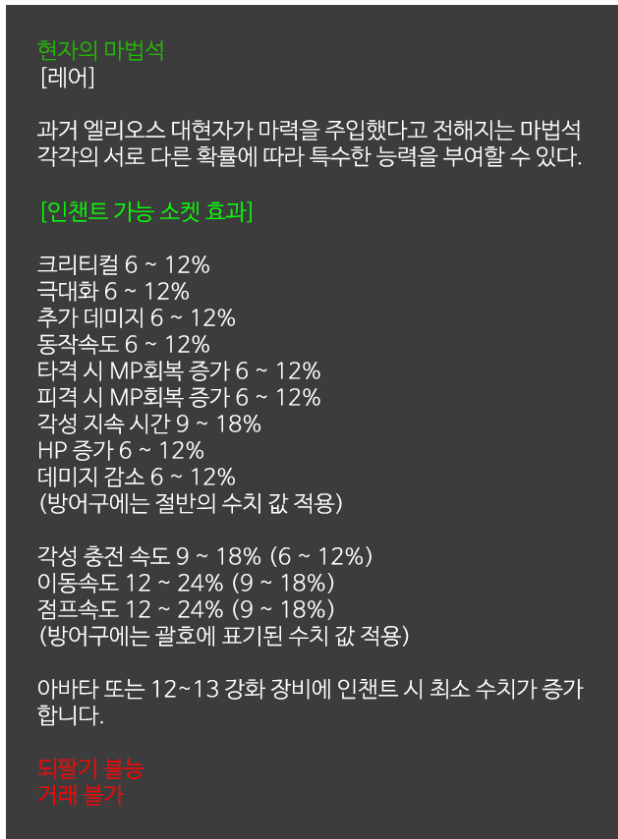 현자의 마법석
[레어]
과거 엘리오스 대현자가 마력을 주입했다고 전해지는 마법석
각각의 서로 다른 확률에 따라 특수한 능력을 부여할 수 있다.
[인챈트 가능 소켓 효과]
크리티컬 6 ~ 12%
극대화 6 ~ 12%
추가 데미지 6 ~ 12%
동작속도 6 ~ 12%
타격 시 MP회복 증가 6 ~ 12%
피격 시 MP회복 증가 6 ~ 12%
각성 지속 시간 9 ~ 18%
HP 증가 6 ~ 12%
데미지 감소 6 ~ 12%
(방어구에는 절반의 수치 값 적용)
각성 충전 속도 9 ~ 18% (6 ~ 12%)
이동속도 12 ~ 24% (9 ~ 18%)
점프속도 12 ~ 24% (9 ~ 18%)
(방어구에는 괄호에 표기된 수치 값 적용)
아바타 또는 12~13 강화 장비에 인챈트 시 최소 수치가 증가
합니다.
되팔기 불능
거래 불가